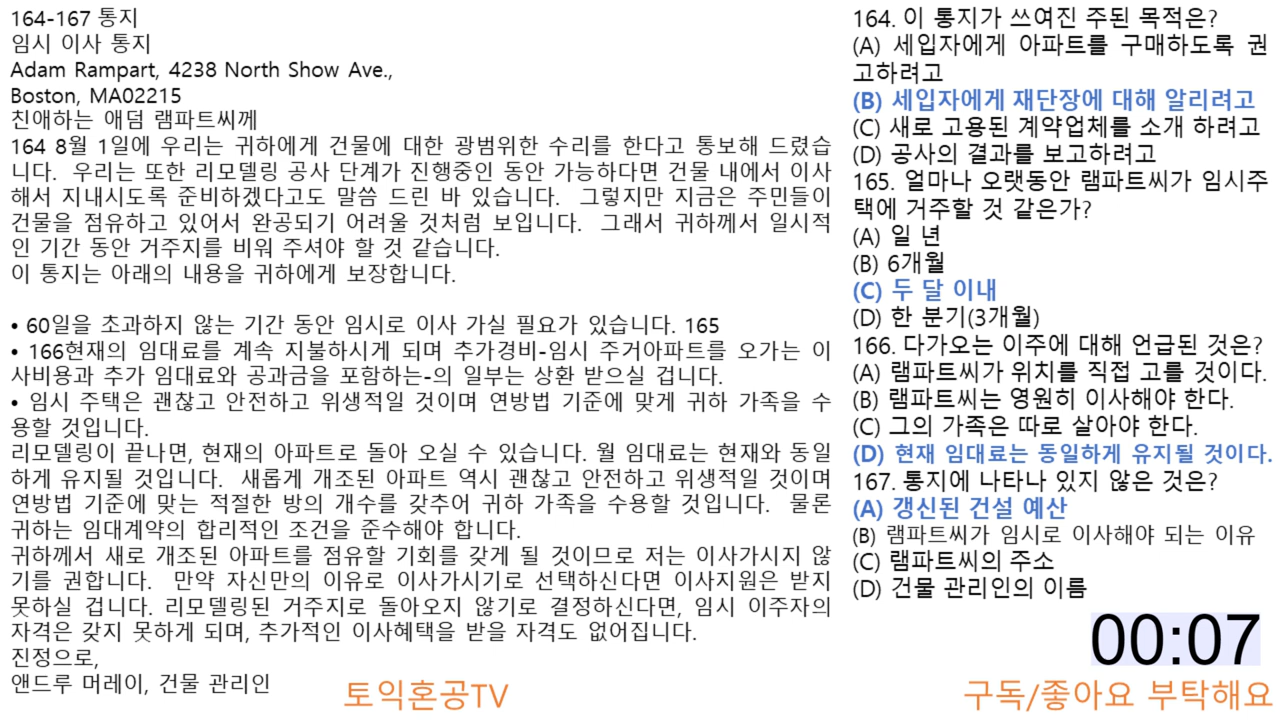 164-167 통지
임시 이사 통지
Adam Rampart, 4238 North Show Ave.,
Boston, MA02215
친애하는 애덤 램파트씨께
164 8월 1일에 우리는 귀하에게 건물에 대한 광범위한 수리를 한다고 통보해 드렸습
니다. 우리는 또한 리모델링 공사 단계가 진행중인 동안 가능하다면 건물 내에서 이사
해서 지내시도록 준비하겠다고도 말씀 드린 바 있습니다. 그렇지만 지금은 주민들이
건물을 점유하고 있어서 완공되기 어려울 것처럼 보입니다. 그래서 귀하께서 일시적
인 기간 동안 거주지를 비워 주셔야 할 것 같습니다.
이 통지는 아래의 내용을 귀하에게 보장합니다.
• 60일을 초과하지 않는 기간 동안 임시로 이사 가실 필요가 있습니다. 165
• 166현재의 임대료를 계속 지불하시게 되며 추가경비-임시 주거아파트를 오가는 이
사비용과 추가 임대료와 공과금을 포함하는-의 일부는 상환 받으실 겁니다.
• 임시 주택은 괜찮고 안전하고 위생적일 것이며 연방법 기준에 맞게 귀하 가족을 수
용할 것입니다.
리모델링이 끝나면, 현재의 아파트로 돌아 오실 수 있습니다. 월 임대료는 현재와 동일
하게 유지될 것입니다. 새롭게 개조된 아파트 역시 괜찮고 안전하고 위생적일 것이며
연방법 기준에 맞는 적절한 방의 개수를 갖추어 귀하 가족을 수용할 것입니다. 물론
귀하는 임대계약의 합리적인 조건을 준수해야 합니다.
귀하께서 새로 개조된 아파트를 점유할 기회를 갖게 될 것이므로 저는 이사가시지 않
기를 권합니다. 만약 자신만의 이유로 이사가시기로 선택하신다면 이사지원은 받지
못하실 겁니다. 리모델링된 거주지로 돌아오지 않기로 결정하신다면, 임시 이주자의
자격은 갖지 못하게 되며, 추가적인 이사혜택을 받을 자격도 없어집니다.
진정으로,
앤드루 머레이, 건물 관리인
토익혼공TV
164. 이 통지가 쓰여진 주된 목적은?
(A) 세입자에게 아파트를 구매하도록 권
고하려고
(B) 세입자에게 재단장에 대해 알리려고
(C) 새로 고용된 계약업체를 소개 하려고
(D) 공사의 결과를 보고하려고
165. 얼마나 오랫동안 램파트씨가 임시주
택에 거주할 것 같은가?
(A) 일 년
(B) 6개월
(C) 두 달 이내
(D) 한 분기(3개월)
166. 다가오는 이주에 대해 언급된 것은?
(A) 램파트씨가 위치를 직접 고를 것이다.
(B) 램파트씨는 영원히 이사해야 한다.
(C) 그의 가족은 따로 살아야 한다.
(D) 현재 임대료는 동일하게 유지될 것이다.
167. 통지에 나타나 있지 않은 것은?
(A) 갱신된 건설 예산
(B) 램파트씨가 임시로 이사해야 되는 이유
(C) 램파트씨의 주소
(D) 건물 관리인의 이름
00:07
구독/좋아요 부탁해요